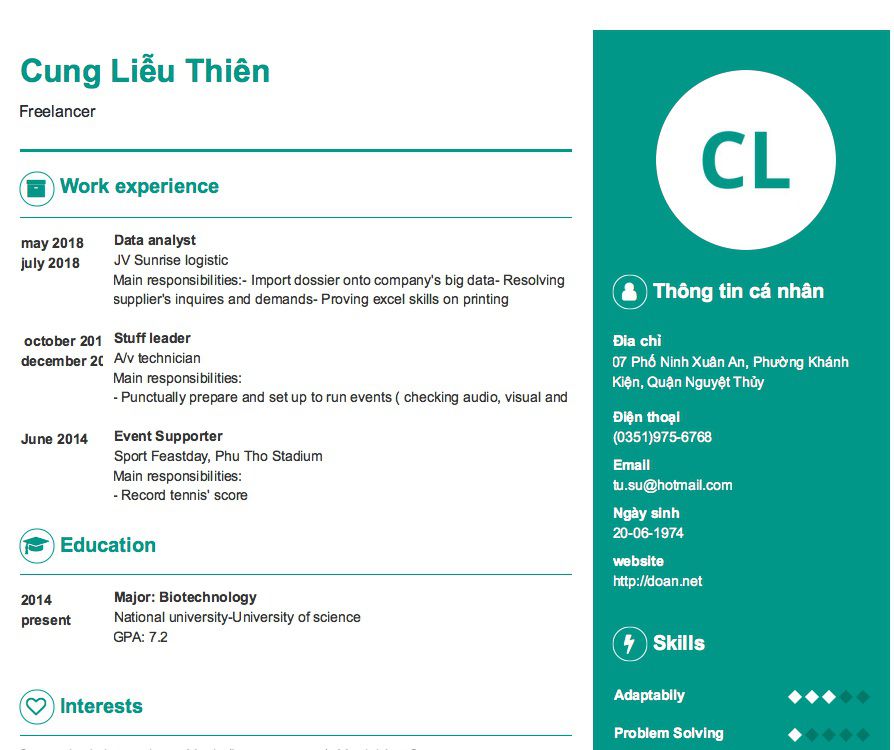 Cung Liễu Thiên
Freelancer
Work experience
may 2018
july 2018
Data analyst
JV Sunrise logistic
Main responsibilities:- Import dossier onto company's big data- Resolving
supplier's inquires and demands- Proving excel skills on printing
october 201
december 20
Stuff leader
A/v technician
Main responsibilities:
- Punctually prepare and set up to run events ( checking audio, visual and
June 2014
Event Supporter
Sport Feastday, Phu Tho Stadium
Main responsibilities:
- Record tennis' score
Education
2014
present
Major: Biotechnology
National university-University of science
GPA: 7.2
Interests
CL
Thông tin cá nhân
Địa chỉ
07 Phố Ninh Xuân An, Phường Khánh
Kiện, Quận Nguyệt Thủy
Điện thoại
(0351)975-6768
Email
tu.su@hotmail.com
Ngày sinh
20-06-1974
website
http://doan.net
Skills
Adaptabily
Problem Solving